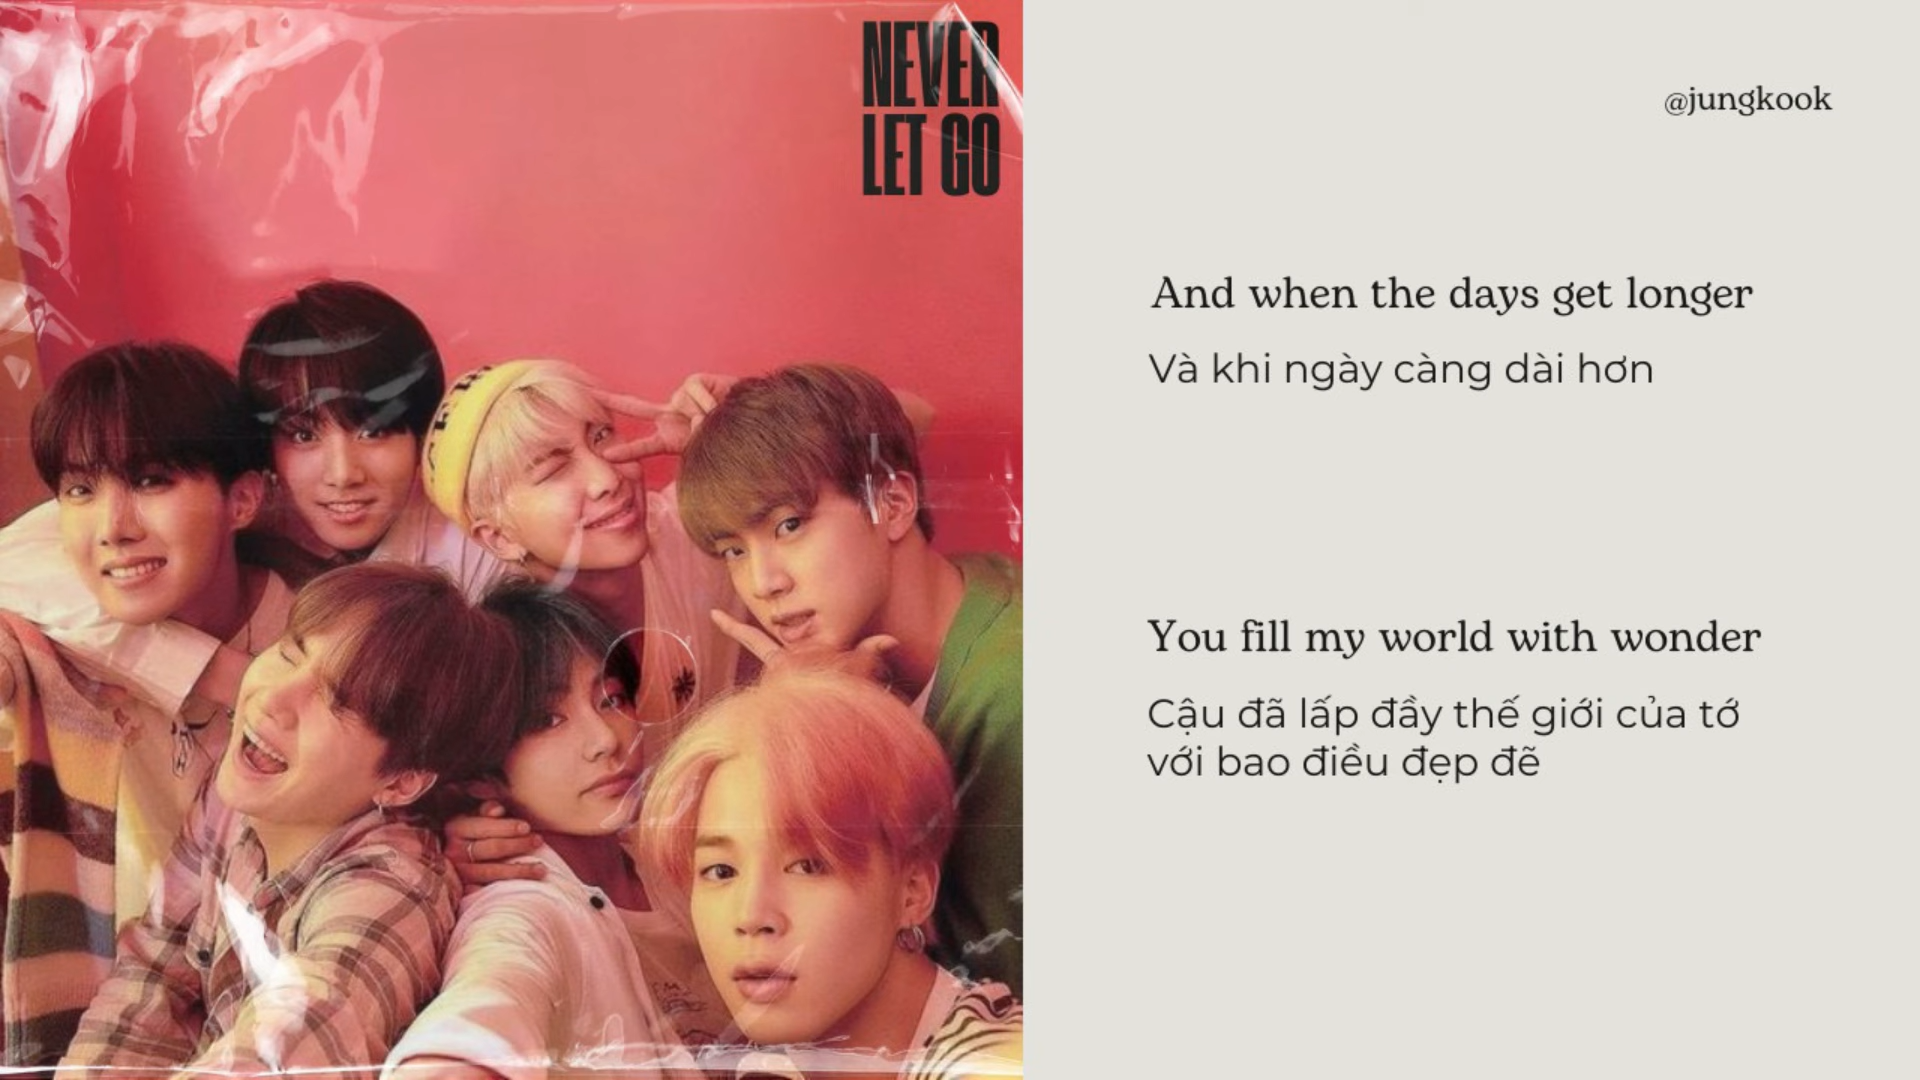 NEVER
LET GO
@jungkook
And when the days get longer
Và khi ngày càng dài hơn
You fill my world with wonder
Cậu đã lấp đầy thế giới của tớ
với bao điều đẹp đẽ